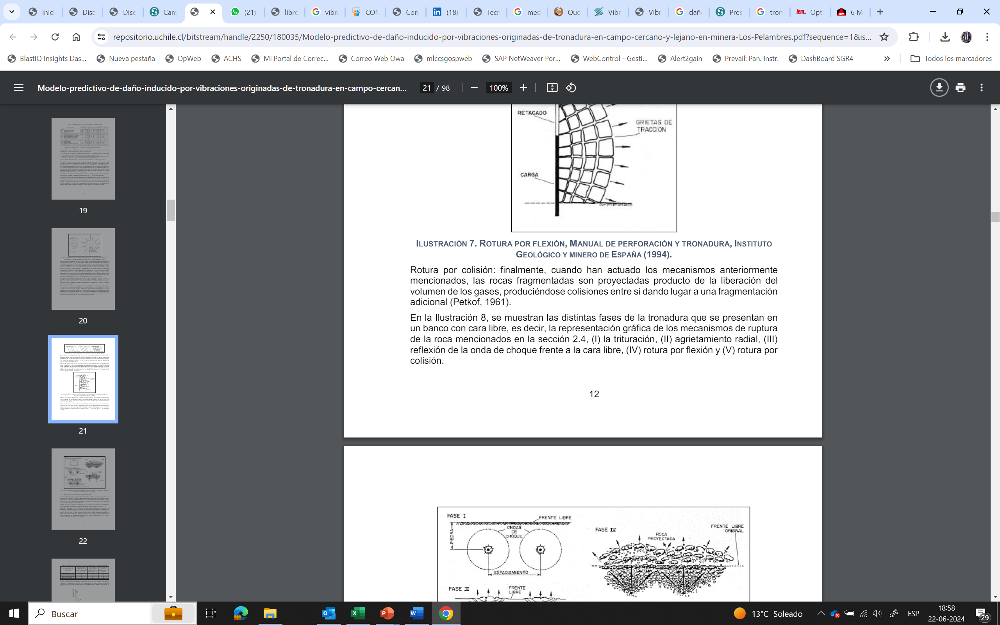 Inici
Dise
Dise
Cam
(21)
libro
vibra
CON
Con
(18)
Tecn
med
Que
Vibr
Vibr
dañ
Pres
tron
Opti
6 M
repositorio.uchile.cl/bitstream/handle/2250/180035/Modelo-predictivo-de-daño-inducido-por-vibraciones-originadas-de-tronadura-en-campo-cercano-y-lejano-en-minera-Los-Pelambres.pdf?sequence=1&is...
BlastIQ Insights Das...
Nueva pestaña
OpWeb
ACHS
Mi Portal de Correc...
Correo Web Owa
mlccsgospweb
SAP NetWeaver Por...
WebControl - Gesti...
Alert2gain
Prevail: Pan. Instr.
DashBoard SGR4
»
Todos los marcadores
Modelo-predictivo-de-daño-inducido-por-vibraciones-originadas-de-tronadura-en-campo-cercan...
21 / 98
100%
19
20
21
22
RETACADO
GRIETAS DE
TRACCION
CARGA
ILUSTRACIÓN 7. ROTURA POR FLEXIÓN, MANUAL DE PERFORACIÓN Y TRONADURA, INSTITUTO
GEOLÓGICO Y MINERO DE ESPAÑA (1994).
Rotura por colisión: finalmente, cuando han actuado los mecanismos anteriormente
mencionados, las rocas fragmentadas son proyectadas producto de la liberación del
volumen de los gases, produciéndose colisiones entre si dando lugar a una fragmentación
adicional (Petkof, 1961).
En la Ilustración 8, se muestran las distintas fases de la tronadura que se presentan en
un banco con cara libre, es decir, la representación gráfica de los mecanismos de ruptura
de la roca mencionados en la sección 2.4, (I) la trituración, (II) agrietamiento radial, (III)
reflexión de la onda de choque frente a la cara libre, (IV) rotura por flexión y (V) rotura por
colisión.
12
FASE I
FRENTE LIBRE
PIEDRA
ONDAS
DE
CHOQUE
ESPACIAMIENTO
FASE II
FRENTE
LIBRE
FASE IV
FRENTE LIBRE
ORIGINAL
ROCA
PROYECTADA
Buscar
13°C Soleado
ESP
18:58
22-06-2024
29